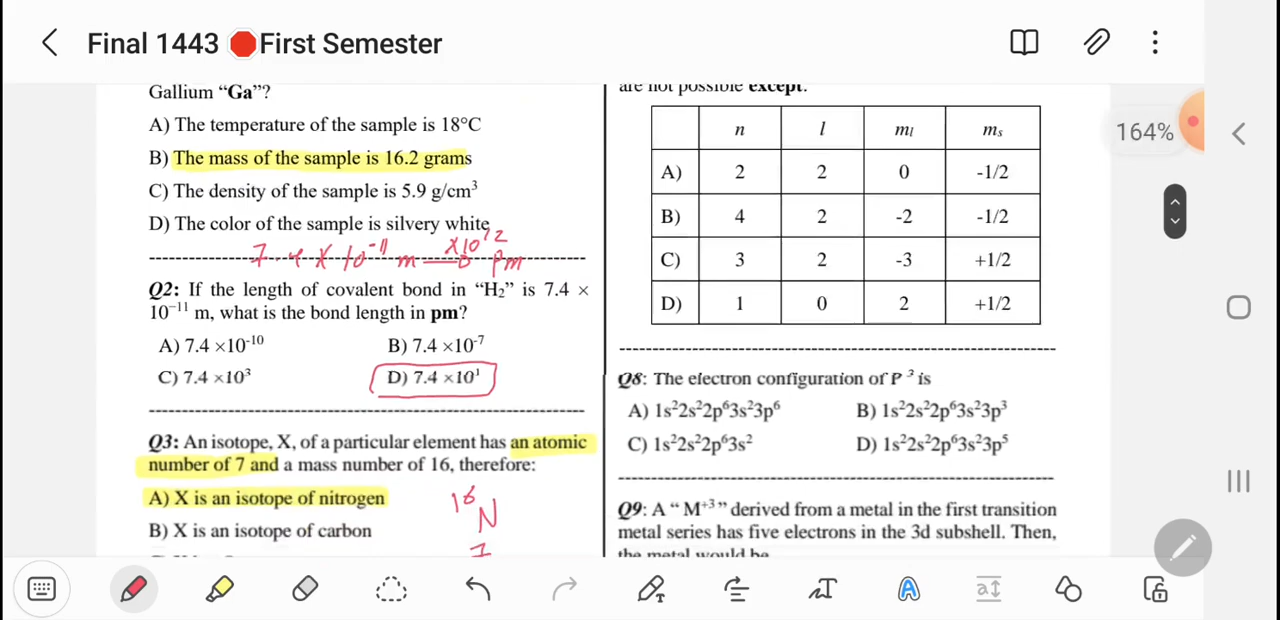 Final 1443 🛑First Semester
164%
Gallium “Ga”?
A) The temperature of the sample is 18°C
B) The mass of the sample is 16.2 grams
C) The density of the sample is 5.9 g/cm³
D) The color of the sample is silvery white
7.4 × 10⁻¹¹ m ×10¹² pm
Q2: If the length of covalent bond in “H₂” is 7.4 ×
10⁻¹¹ m, what is the bond length in pm?
A) 7.4 ×10⁻¹⁰ B) 7.4 ×10⁻⁷
C) 7.4 ×10³ D) 7.4 ×10¹
Q3: An isotope, X, of a particular element has an atomic
number of 7 and a mass number of 16, therefore:
A) X is an isotope of nitrogen
B) X is an isotope of carbon
16
N
7
are not possible except:
n l mₗ mₛ
A) 2 2 0 -1/2
B) 4 2 -2 -1/2
C) 3 2 -3 +1/2
D) 1 0 2 +1/2
Q8: The electron configuration of P ³ is
A) 1s²2s²2p⁶3s²3p⁶ B) 1s²2s²2p⁶3s²3p³
C) 1s²2s²2p⁶3s² D) 1s²2s²2p⁶3s²3p⁵
Q9: A “ M⁺³” derived from a metal in the first transition
metal series has five electrons in the 3d subshell. Then,
the metal would be